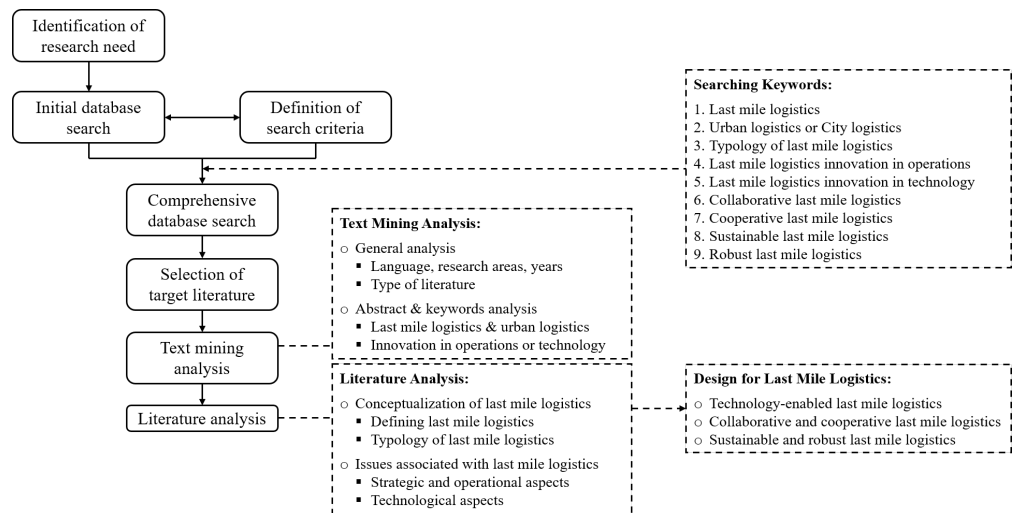 Identification of
research need
Initial database
search
Definition of
search criteria
Comprehensive
database search
Selection of
target literature
Text mining
analysis
Literature analysis
Searching Keywords:
1. Last mile logistics
2. Urban logistics or City logistics
3. Typology of last mile logistics
4. Last mile logistics innovation in operations
5. Last mile logistics innovation in technology
6. Collaborative last mile logistics
7. Cooperative last mile logistics
8. Sustainable last mile logistics
9. Robust last mile logistics
Text Mining Analysis:
○ General analysis
▪ Language, research areas, years
▪ Type of literature
○ Abstract & keywords analysis
▪ Last mile logistics & urban logistics
▪ Innovation in operations or technology
Literature Analysis:
○ Conceptualization of last mile logistics
▪ Defining last mile logistics
▪ Typology of last mile logistics
○ Issues associated with last mile logistics
▪ Strategic and operational aspects
▪ Technological aspects
Design for Last Mile Logistics:
○ Technology-enabled last mile logistics
○ Collaborative and cooperative last mile logistics
○ Sustainable and robust last mile logistics